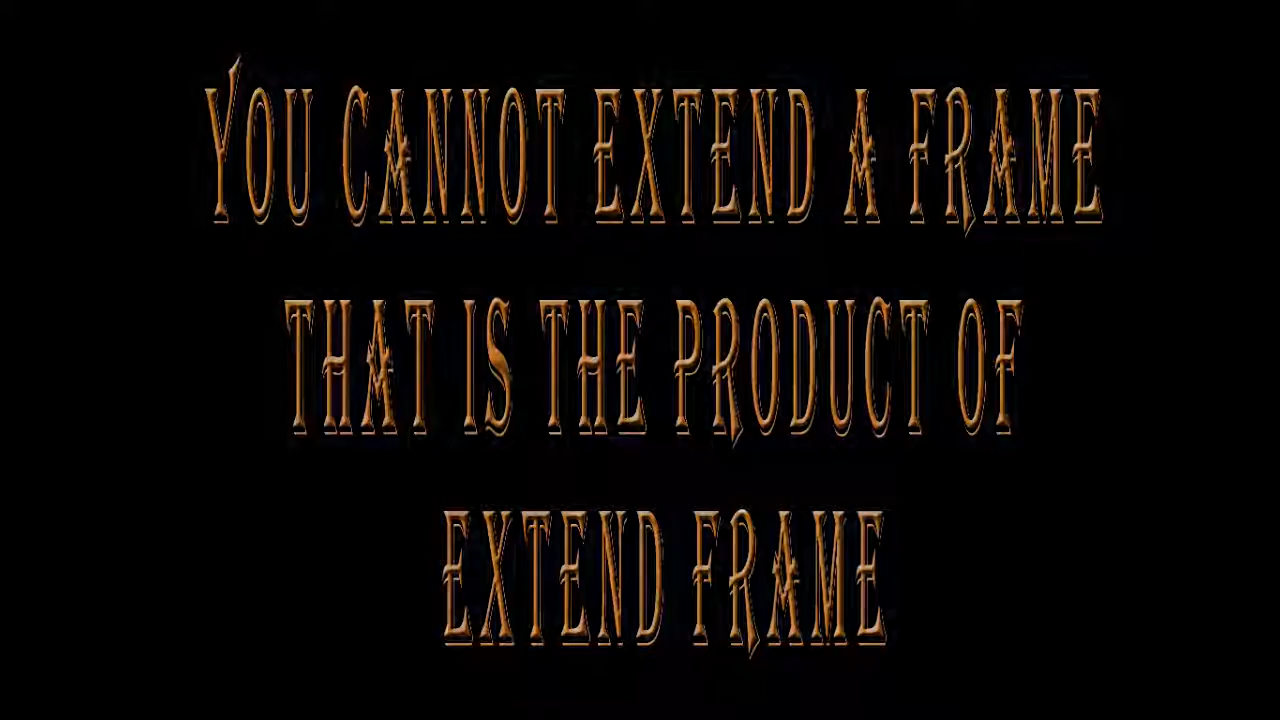 YOU CANNOT EXTEND A FRAME
THAT IS THE PRODUCT OF
EXTEND FRAME